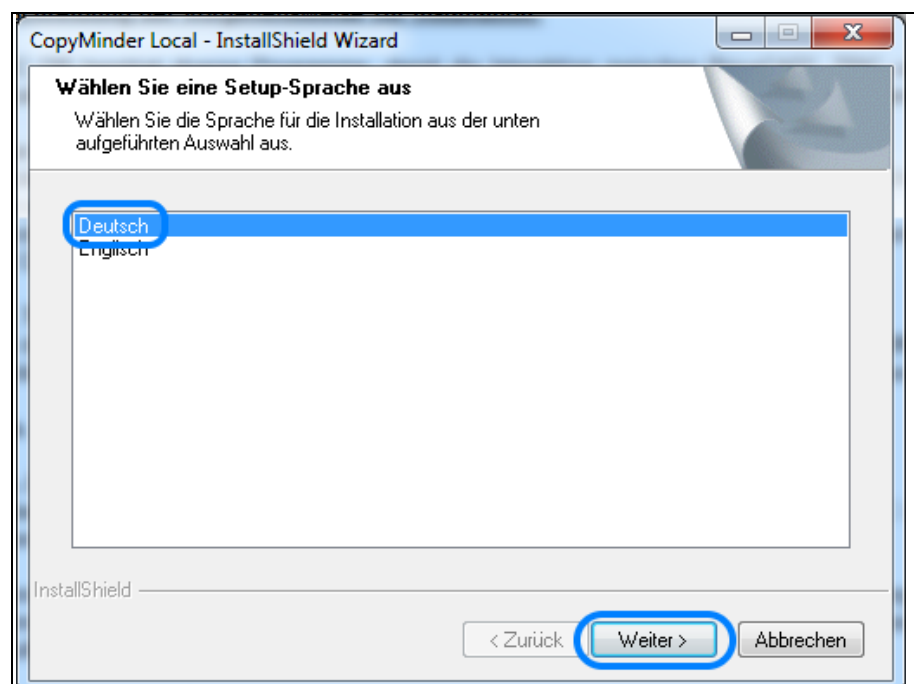 CopyMinder Local - InstallShield Wizard
Wählen Sie eine Setup-Sprache aus
Wählen Sie die Sprache für die Installation aus der unten
aufgeführten Auswahl aus.
Deutsch
Englisch
InstallShield
< Zurück Weiter > Abbrechen